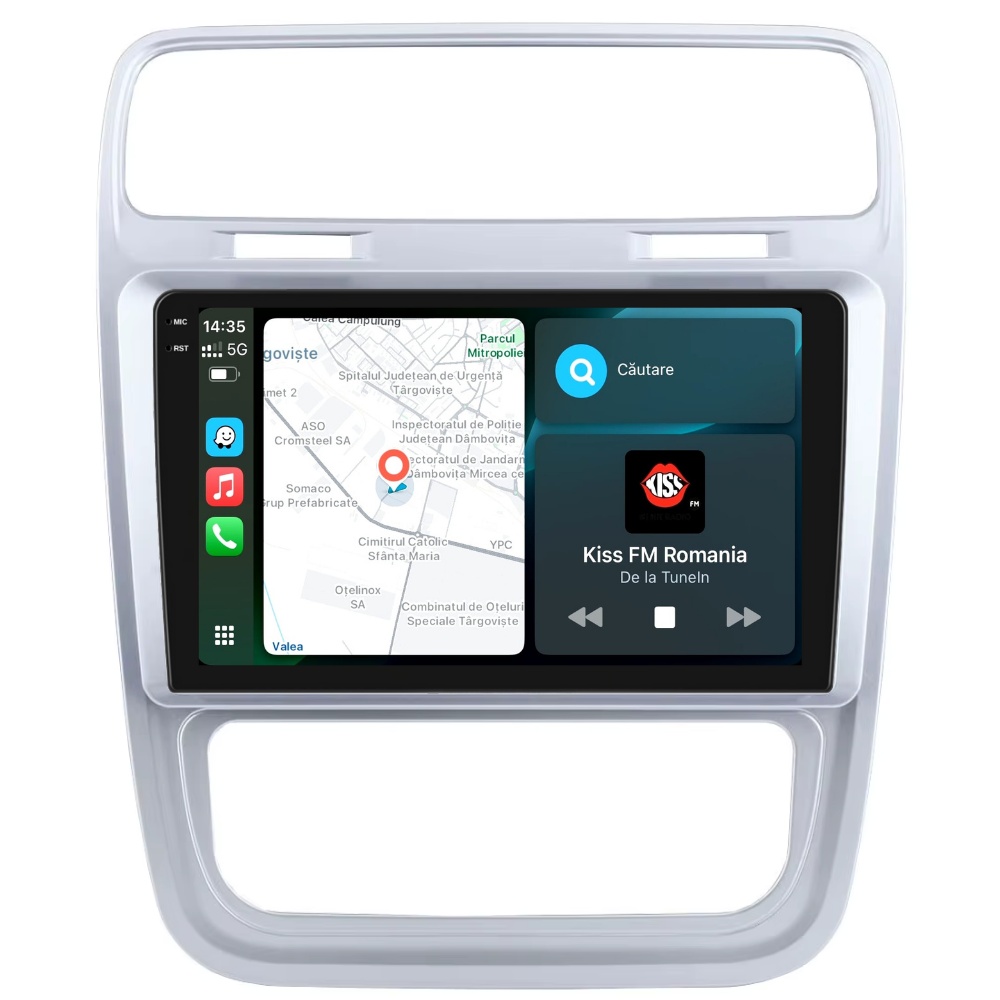 MIC
RST
14:35
5G
Calea Câmpulung
goviște
Parcul
Mitropoliei
Spitalul Județean de Urgență
Târgoviște
met 2
ASO
Cromsteel SA
Inspectoratul de Poliție
Județean Dâmbovița
ectoratul de Jandarm
Dâmbovița Mircea ce
Somaco
Grup Prefabricate
Cimitirul Catolic
Sfânta Maria
YPC
Oțelinox
SA
Combinatul de Oțeluri
Speciale Târgoviște
Valea
Căutare
KISS
FM
Kiss FM Romania
De la TuneIn